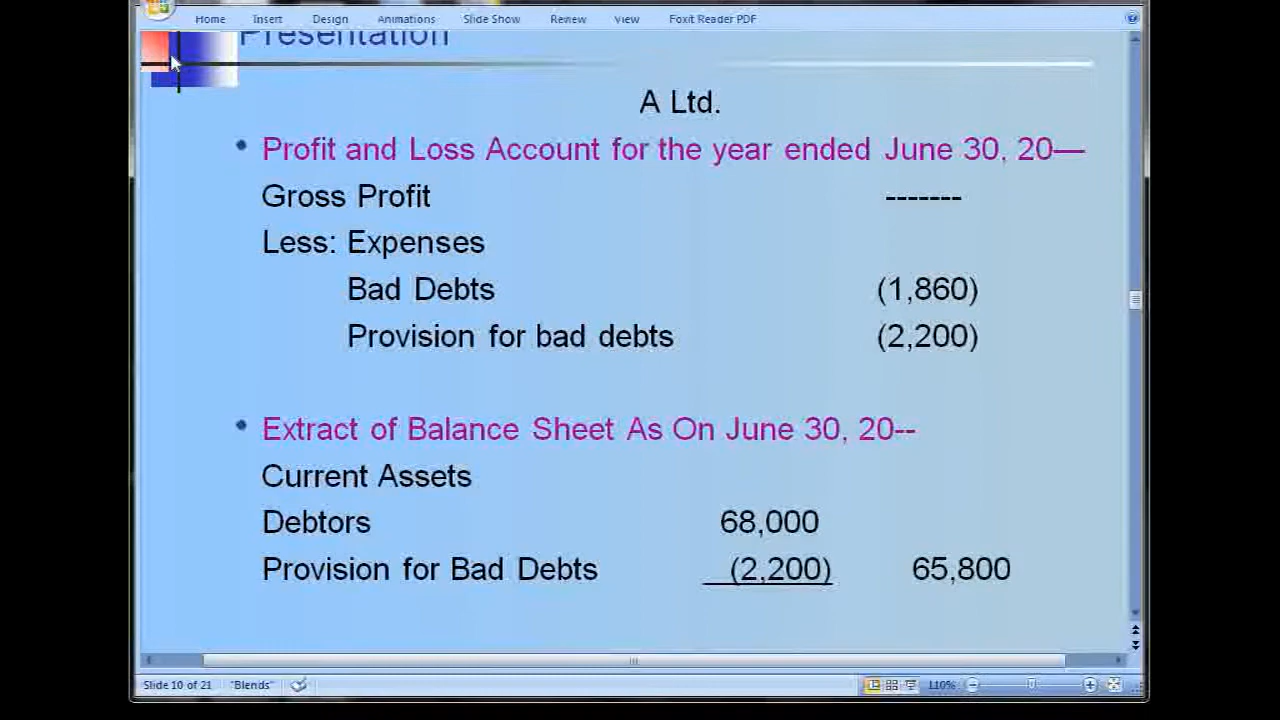 Home Insert Design Animations Slide Show Review View Foxit Reader PDF
Presentation
A Ltd.
• Profit and Loss Account for the year ended June 30, 20—
Gross Profit -------
Less: Expenses
Bad Debts (1,860)
Provision for bad debts (2,200)
• Extract of Balance Sheet As On June 30, 20--
Current Assets
Debtors 68,000
Provision for Bad Debts (2,200) 65,800
Slide 10 of 21 "Blends" 110%